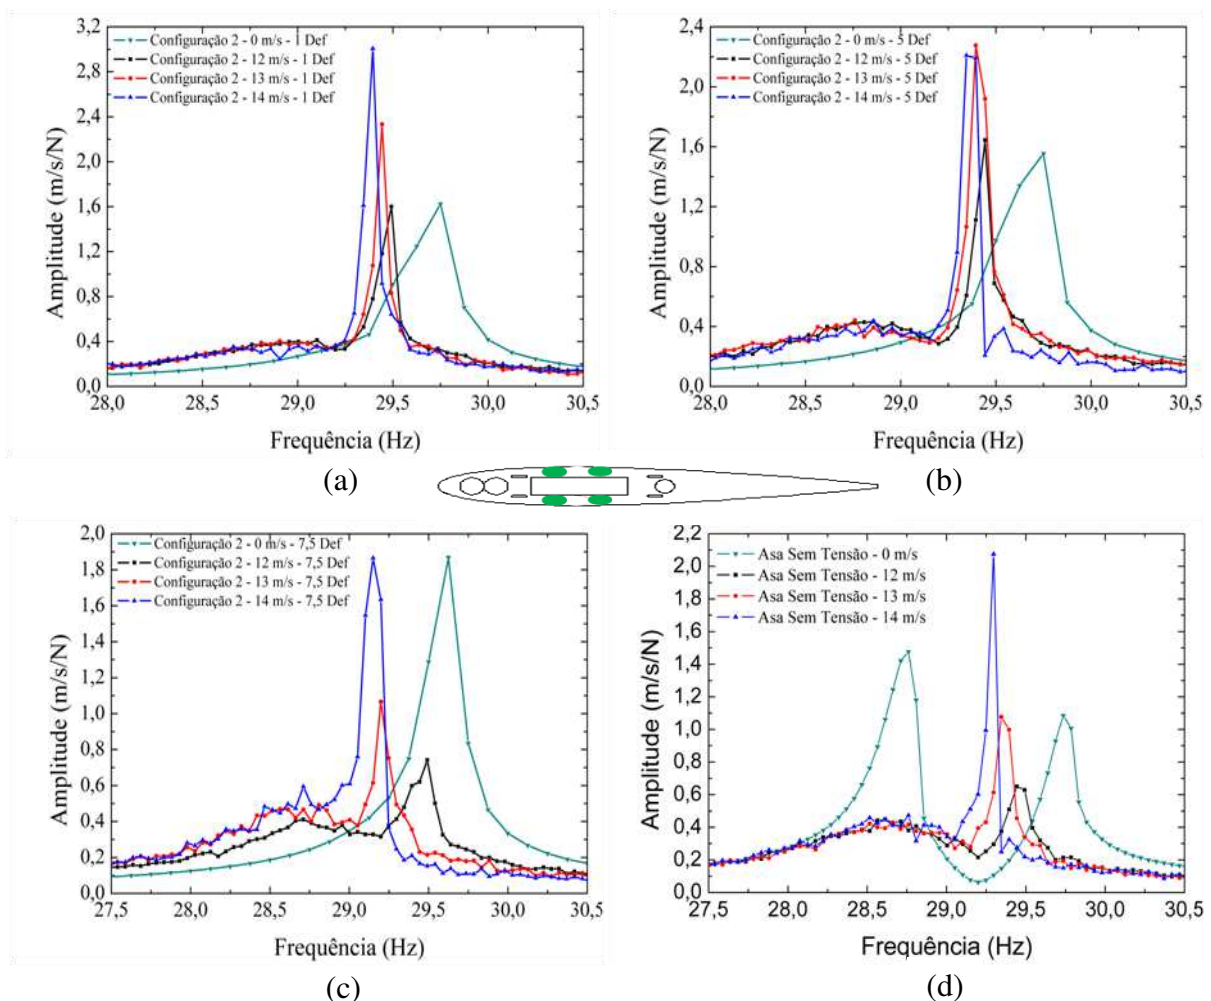 3,2
2,8
2,4
2,0
1,6
1,2
0,8
0,4
0,0
Amplitude (m/s/N)
Configuração 2 - 0 m/s - 1 Def
Configuração 2 - 12 m/s - 1 Def
Configuração 2 - 13 m/s - 1 Def
Configuração 2 - 14 m/s - 1 Def
28,0 28,5 29,0 29,5 30,0 30,5
Frequência (Hz)
(a)
2,4
2,0
1,6
1,2
0,8
0,4
0,0
Amplitude (m/s/N)
Configuração 2 - 0 m/s - 5 Def
Configuração 2 - 12 m/s - 5 Def
Configuração 2 - 13 m/s - 5 Def
Configuração 2 - 14 m/s - 5 Def
28,0 28,5 29,0 29,5 30,0 30,5
Frequência (Hz)
(b)
2,0
1,8
1,6
1,4
1,2
1,0
0,8
0,6
0,4
0,2
0,0
Amplitude (m/s/N)
Configuração 2 - 0 m/s - 7,5 Def
Configuração 2 - 12 m/s - 7,5 Def
Configuração 2 - 13 m/s - 7,5 Def
Configuração 2 - 14 m/s - 7,5 Def
27,5 28,0 28,5 29,0 29,5 30,0 30,5
Frequência (Hz)
(c)
2,2
2,0
1,8
1,6
1,4
1,2
1,0
0,8
0,6
0,4
0,2
0,0
Amplitude (m/s/N)
Asa Sem Tensão - 0 m/s
Asa Sem Tensão - 12 m/s
Asa Sem Tensão - 13 m/s
Asa Sem Tensão - 14 m/s
27,5 28,0 28,5 29,0 29,5 30,0 30,5
Frequência (Hz)
(d)